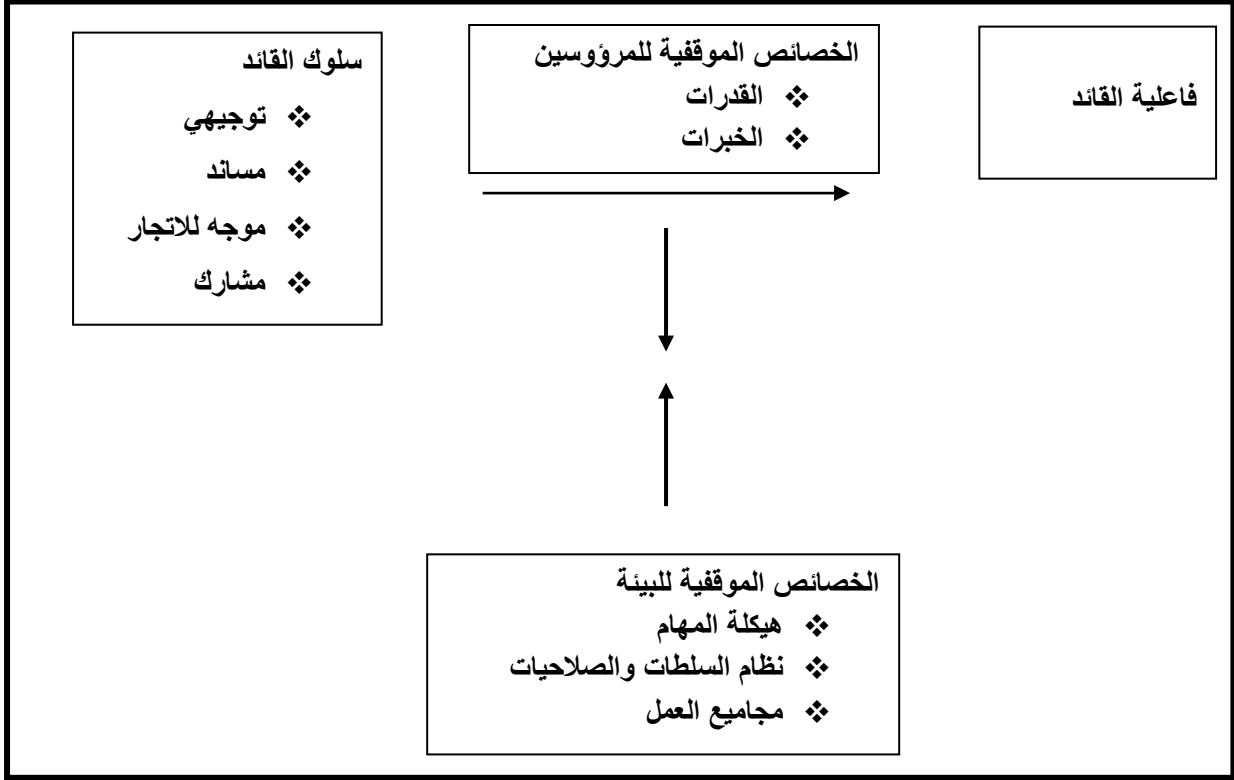 سلوك القائد
❖ توجيهي
❖ مساند
❖ موجه للاتجار
❖ مشارك
الخصائص الموقفية للمرؤوسين
❖ القدرات
❖ الخبرات
فاعلية القائد
الخصائص الموقفية للبيئة
❖ هيكلة المهام
❖ نظام السلطات والصلاحيات
❖ مجاميع العمل